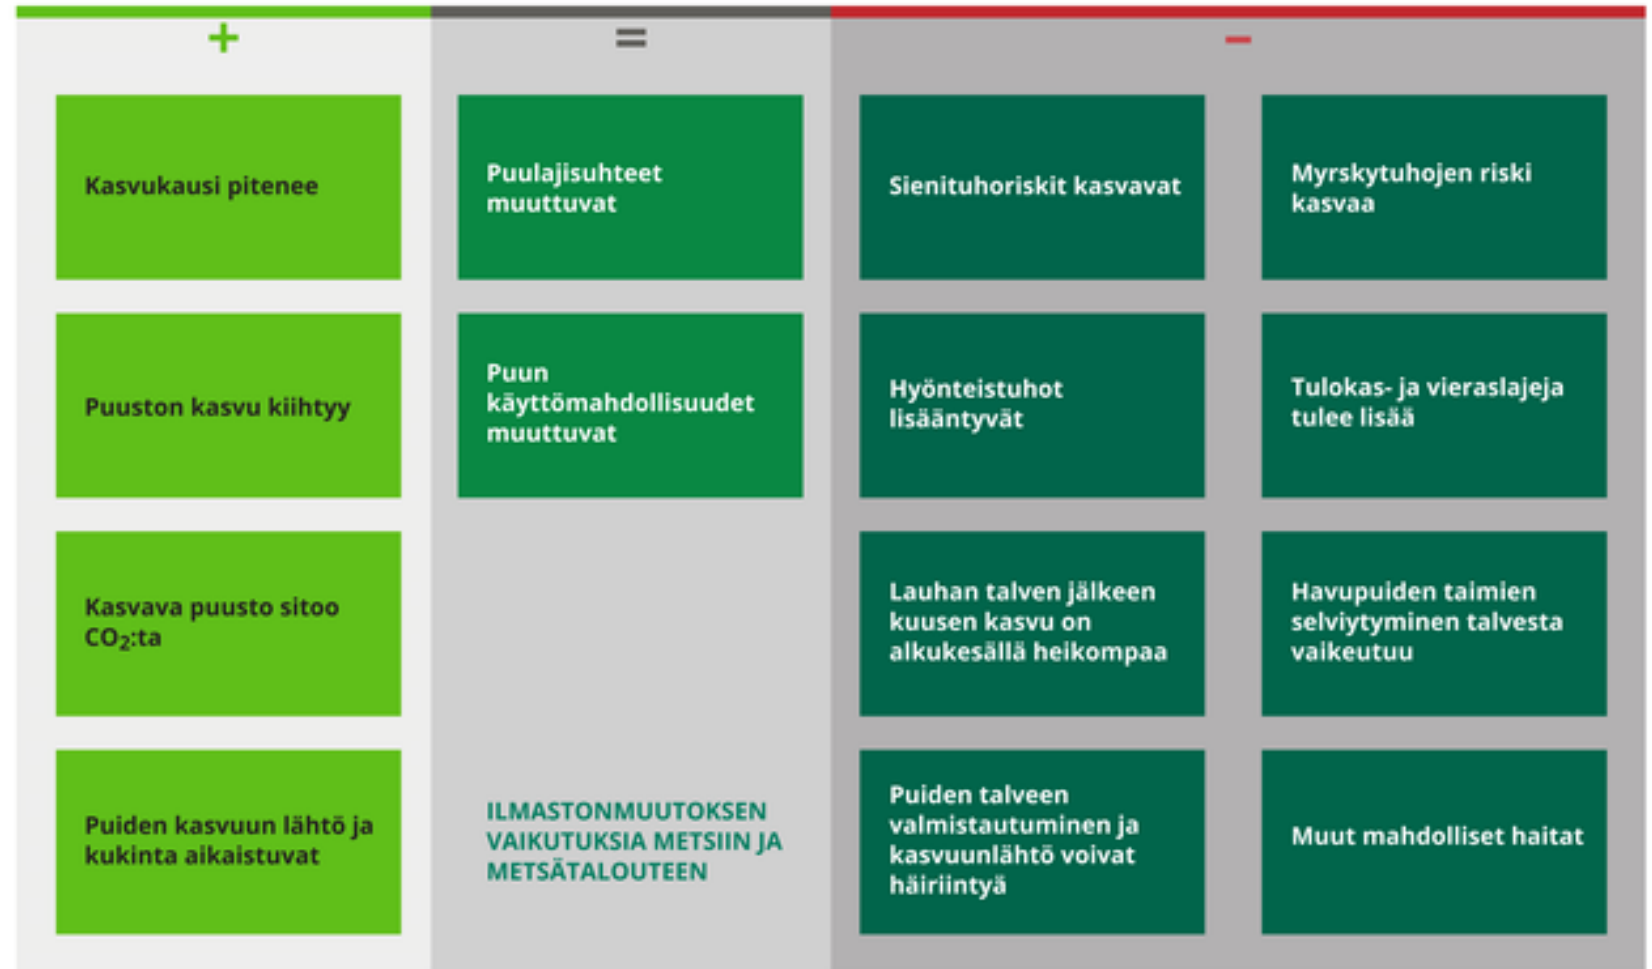 +
=
–
Kasvukausi pitenee
Puuston kasvu kiihtyy
Kasvava puusto sitoo
CO₂:ta
Puiden kasvuun lähtö ja
kukinta aikaistuvat
Puulajisuhteet
muuttuvat
Puun
käyttömahdollisuudet
muuttuvat
ILMASTONMUUTOKSEN
VAIKUTUKSIA METSIIN JA
METSÄTALOUTEEN
Sienituhoriskit kasvavat
Hyönteistuhot
lisääntyvät
Lauhan talven jälkeen
kuusen kasvu on
alkukesällä heikompaa
Puiden talveen
valmistautuminen ja
kasvuunlähtö voivat
häiriintyä
Myrskytuhojen riski
kasvaa
Tulokas- ja vieraslajeja
tulee lisää
Havupuiden taimien
selviytyminen talvesta
vaikeutuu
Muut mahdolliset haitat